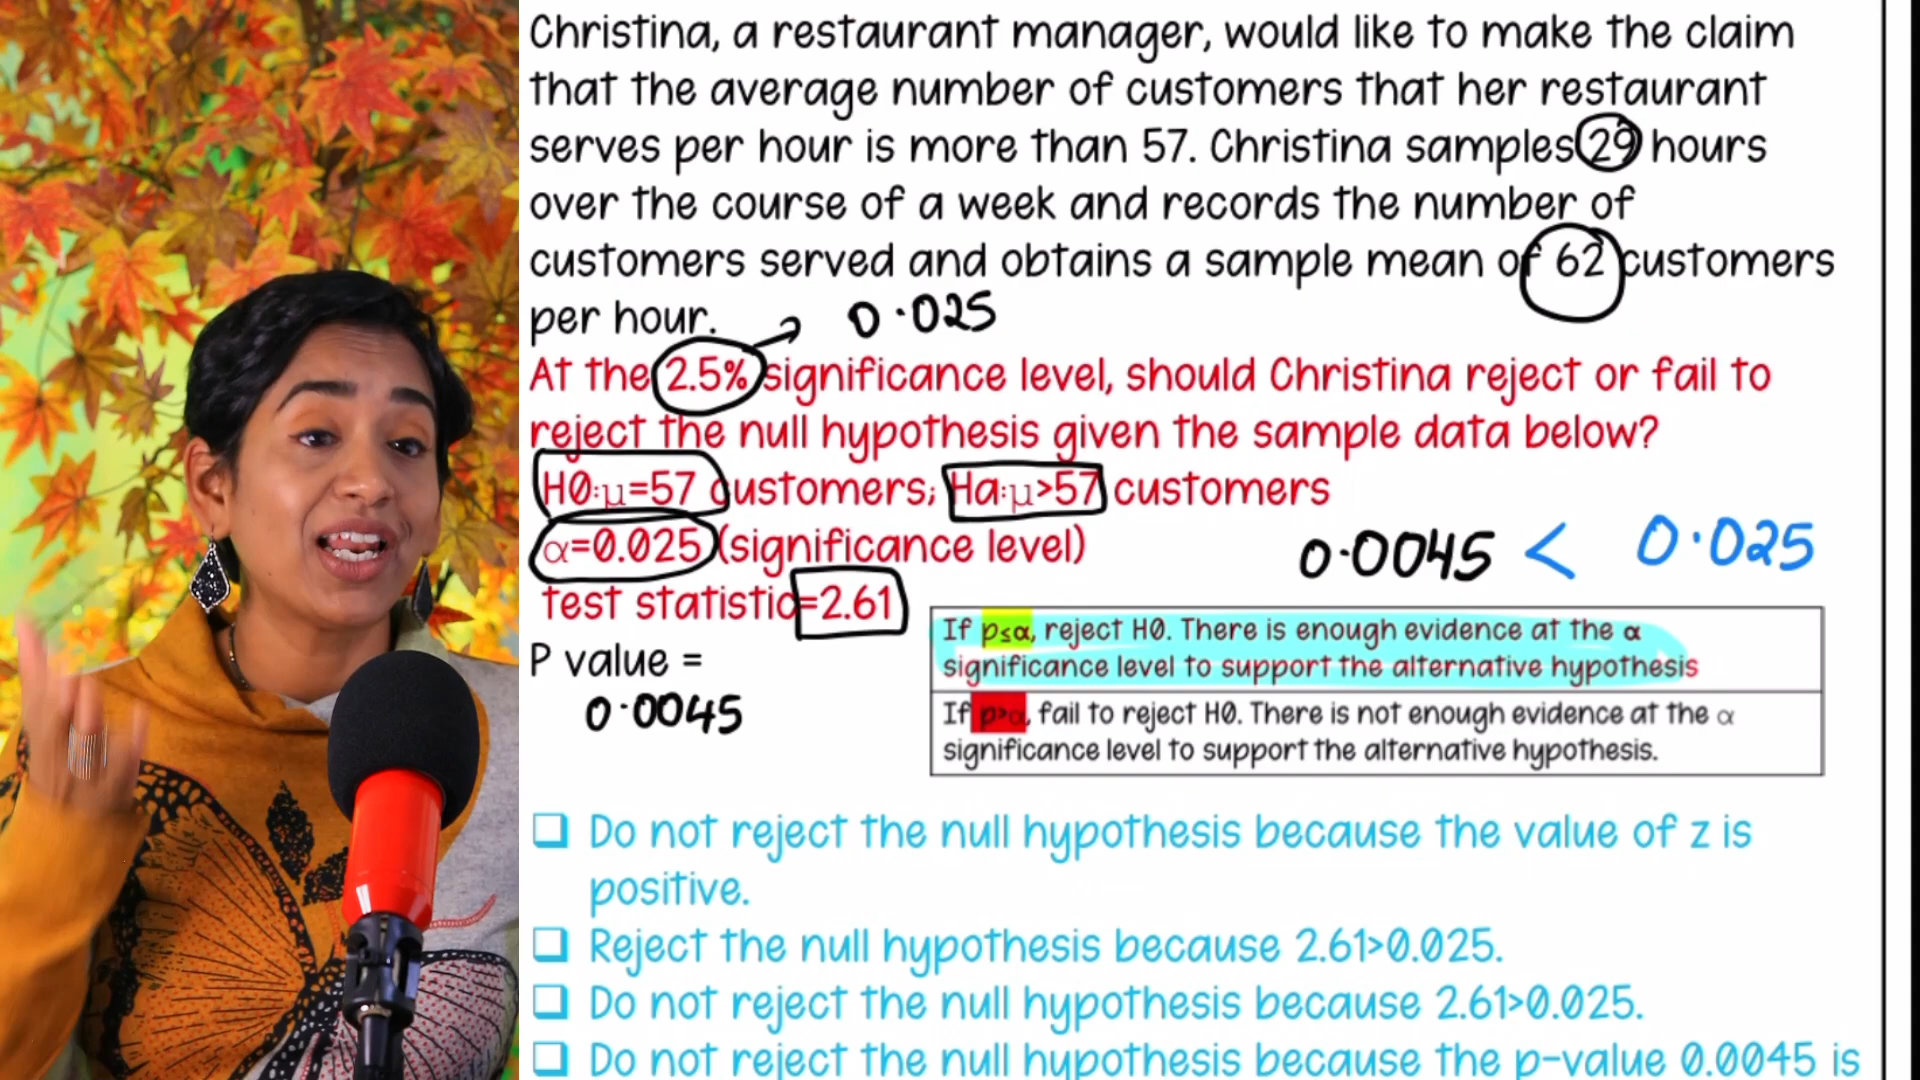 Christina, a restaurant manager, would like to make the claim
that the average number of customers that her restaurant
serves per hour is more than 57. Christina samples 29 hours
over the course of a week and records the number of
customers served and obtains a sample mean of 62 customers
per hour.
0.025
At the 2.5% significance level, should Christina reject or fail to
reject the null hypothesis given the sample data below?
H0:μ=57 customers; Ha:μ>57 customers
α=0.025 (significance level)
0.0045 < 0.025
test statistic=2.61
P value =
0.0045
If p≤α, reject H0. There is enough evidence at the α
significance level to support the alternative hypothesis
If p>α, fail to reject H0. There is not enough evidence at the α
significance level to support the alternative hypothesis.
Do not reject the null hypothesis because the value of z is
positive.
Reject the null hypothesis because 2.61>0.025.
Do not reject the null hypothesis because 2.61>0.025.
Do not reject the null hypothesis because the p-value 0.0045 is